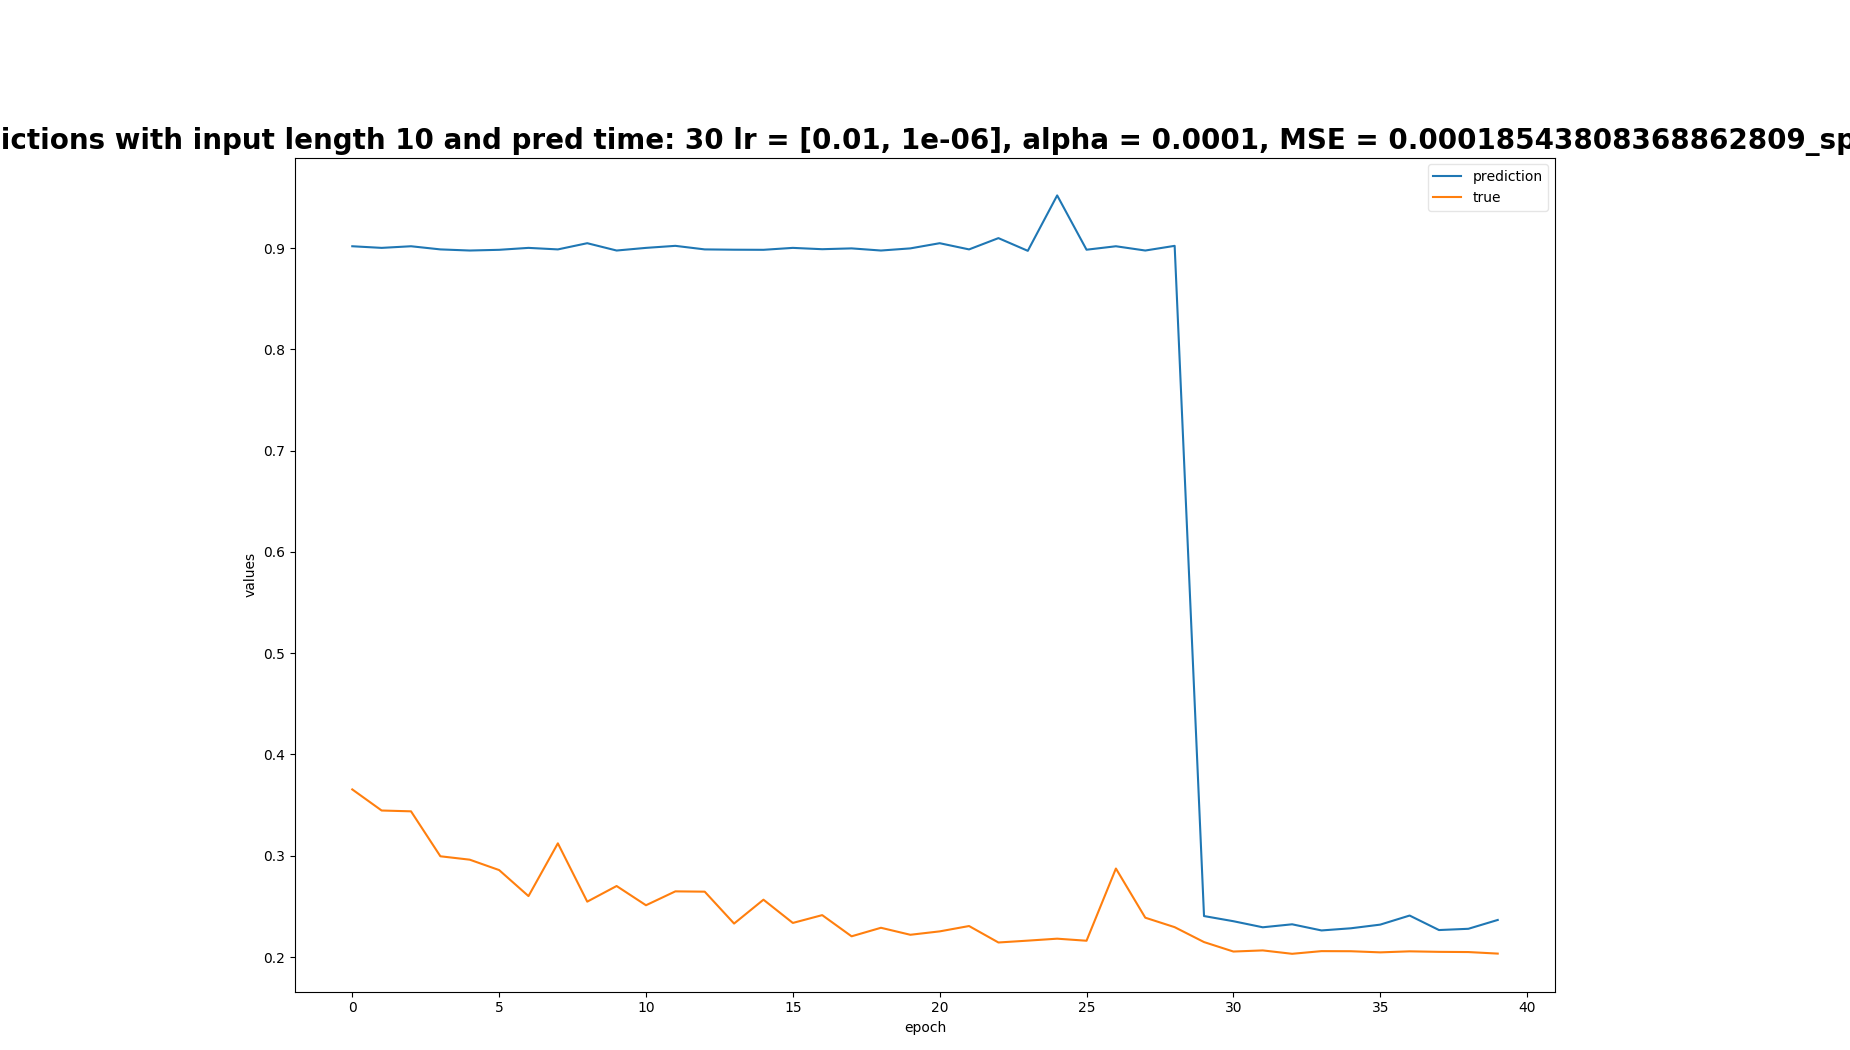 ictions with input length 10 and pred time: 30 lr = [0.01, 1e-06], alpha = 0.0001, MSE = 0.00018543808368862809_sp
prediction
true
0.9
0.8
0.7
0.6
0.5
0.4
0.3
0.2
values
0 5 10 15 20 25 30 35 40
epoch